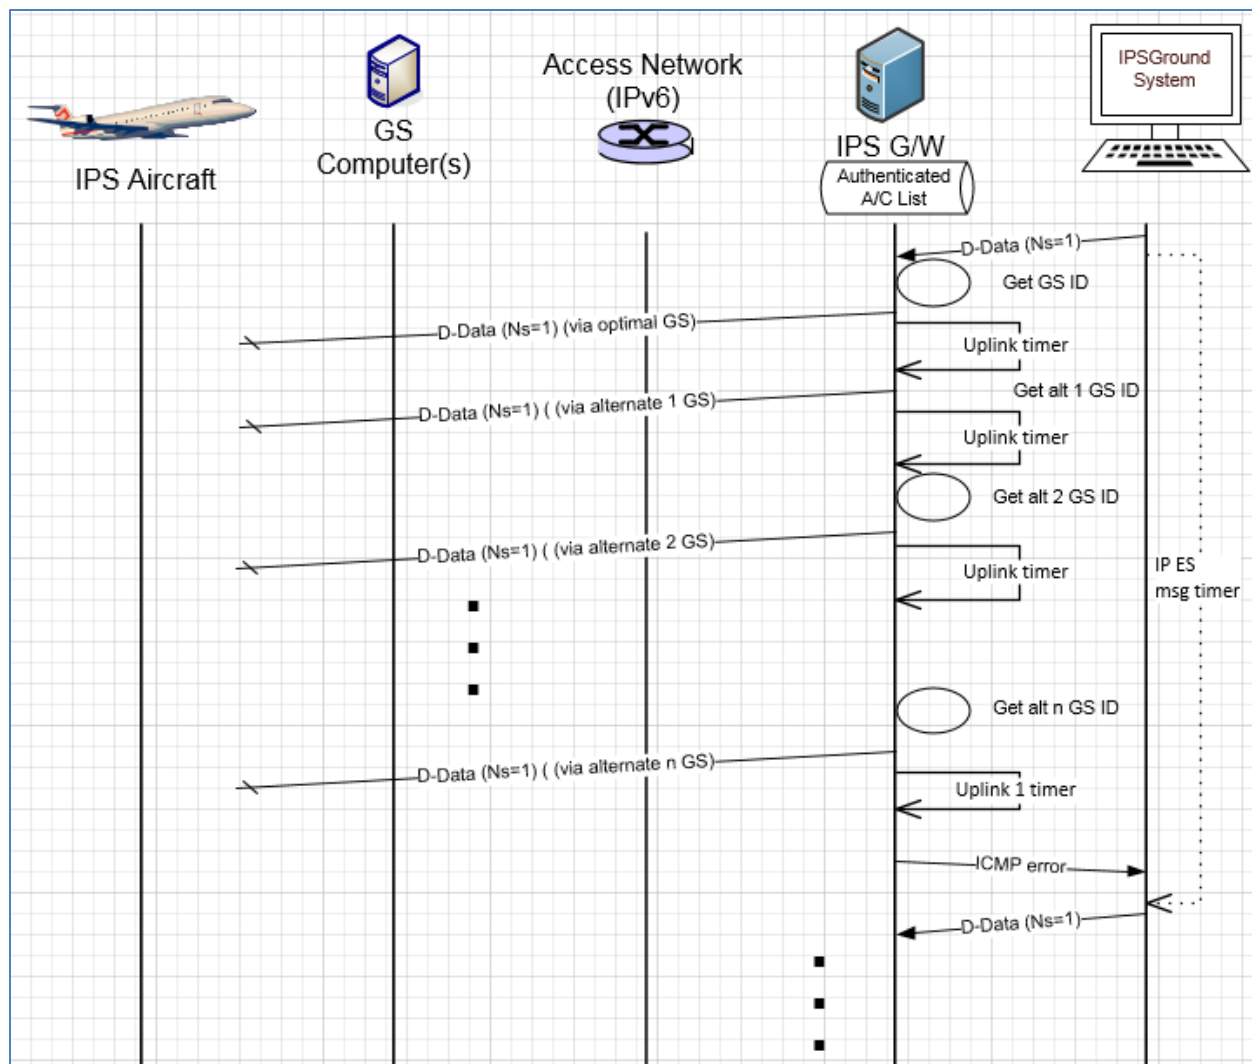 IPS Aircraft
GS
Computer(s)
Access Network
(IPv6)
IPS G/W
Authenticated
A/C List
IPSGround
System
D-Data (Ns=1)
Get GS ID
D-Data (Ns=1) (via optimal GS)
Uplink timer
Get alt 1 GS ID
D-Data (Ns=1) ( (via alternate 1 GS)
Uplink timer
Get alt 2 GS ID
D-Data (Ns=1) ( (via alternate 2 GS)
Uplink timer
IP ES
msg timer
Get alt n GS ID
D-Data (Ns=1) ( (via alternate n GS)
Uplink 1 timer
ICMP error
D-Data (Ns=1)